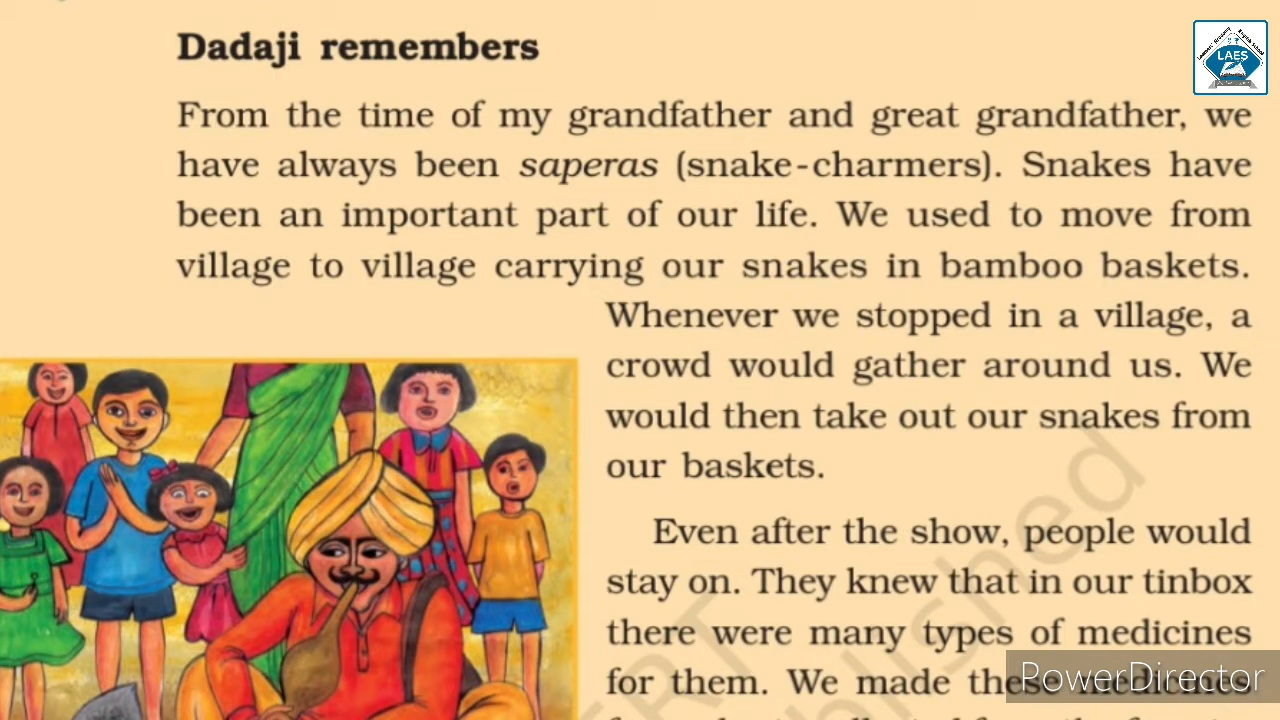 Dadaji remembers
LAES
From the time of my grandfather and great grandfather, we
have always been saperas (snake-charmers). Snakes have
been an important part of our life. We used to move from
village to village carrying our snakes in bamboo baskets.
Whenever we stopped in a village, a
crowd would gather around us. We
would then take out our snakes from
our baskets.
Even after the show, people would
stay on. They knew that in our tinbox
there were many types of medicines
for them. We made these medicines
PowerDirector